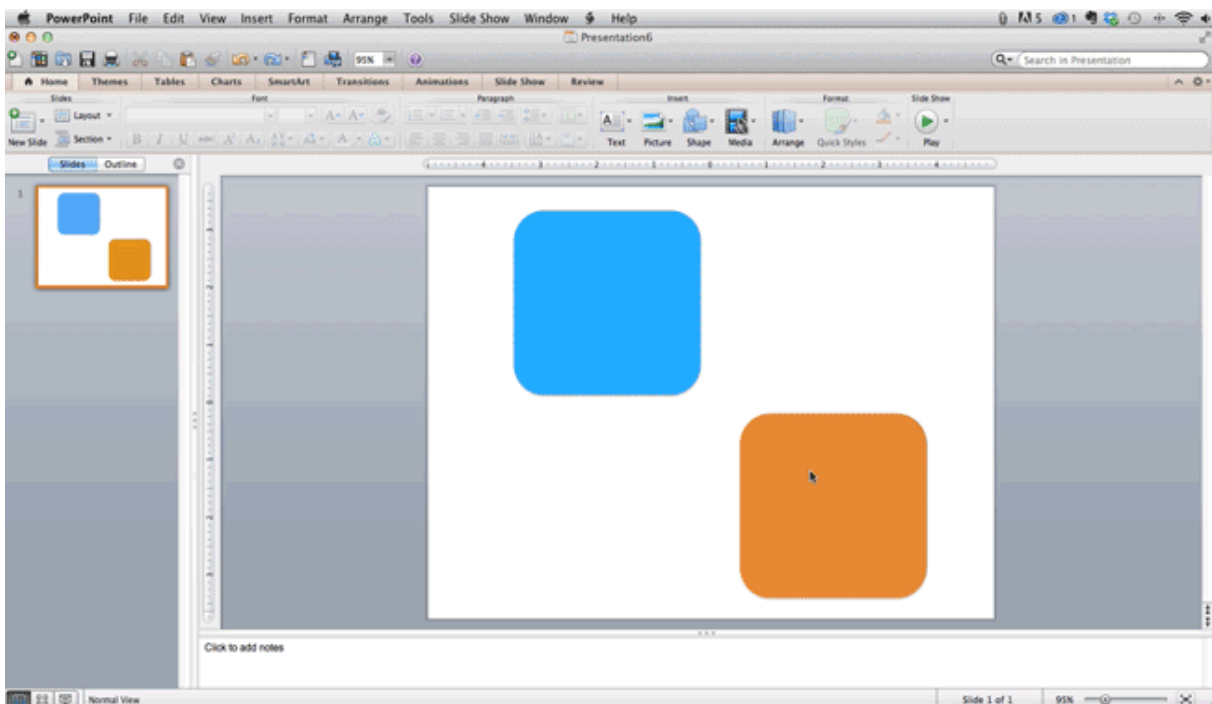 PowerPoint File Edit View Insert Format Arrange Tools Slide Show Window Help
Presentation6
95%
Search in Presentation
Home Themes Tables Charts SmartArt Transitions Animations Slide Show Review
Slides Font Paragraph Insert Format Slide Show
Layout
New Slide Section Text Picture Shape Media Arrange Quick Styles Play
Slides Outline
1
Click to add notes
Normal View Slide 1 of 1 95%